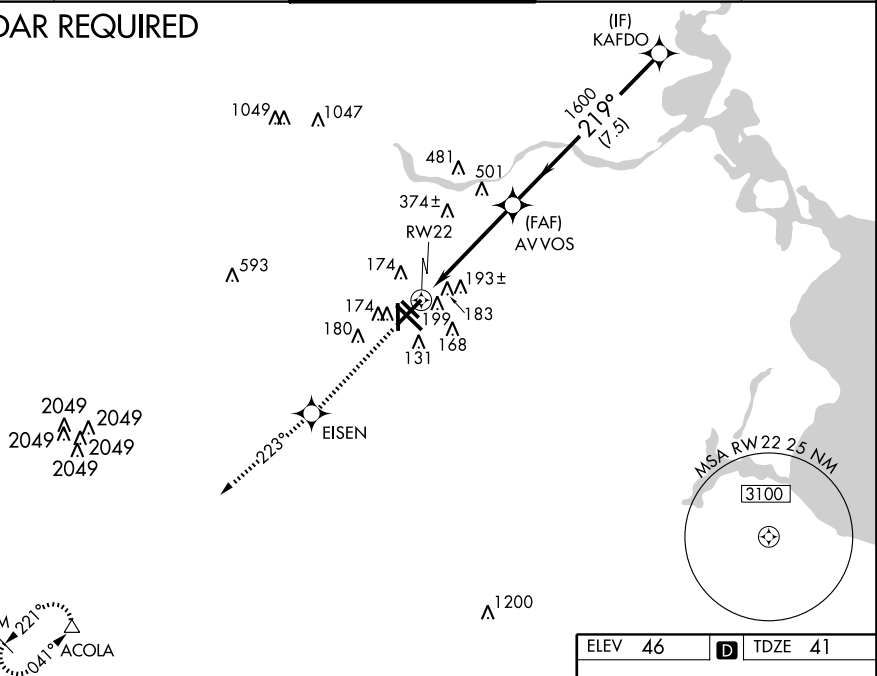 DAR REQUIRED
(IF)
KAFDO
1600
219°
(7.5)
1049
1047
481
501
374±
RW22
(FAF)
AVVOS
593
174
193±
174
199
183
180
168
131
EISEN
223°
2049
2049
2049
2049
2049
MSA RW22 25 NM
3100
1200
M
221°
041°
ACOLA
ELEV 46
D
TDZE 41